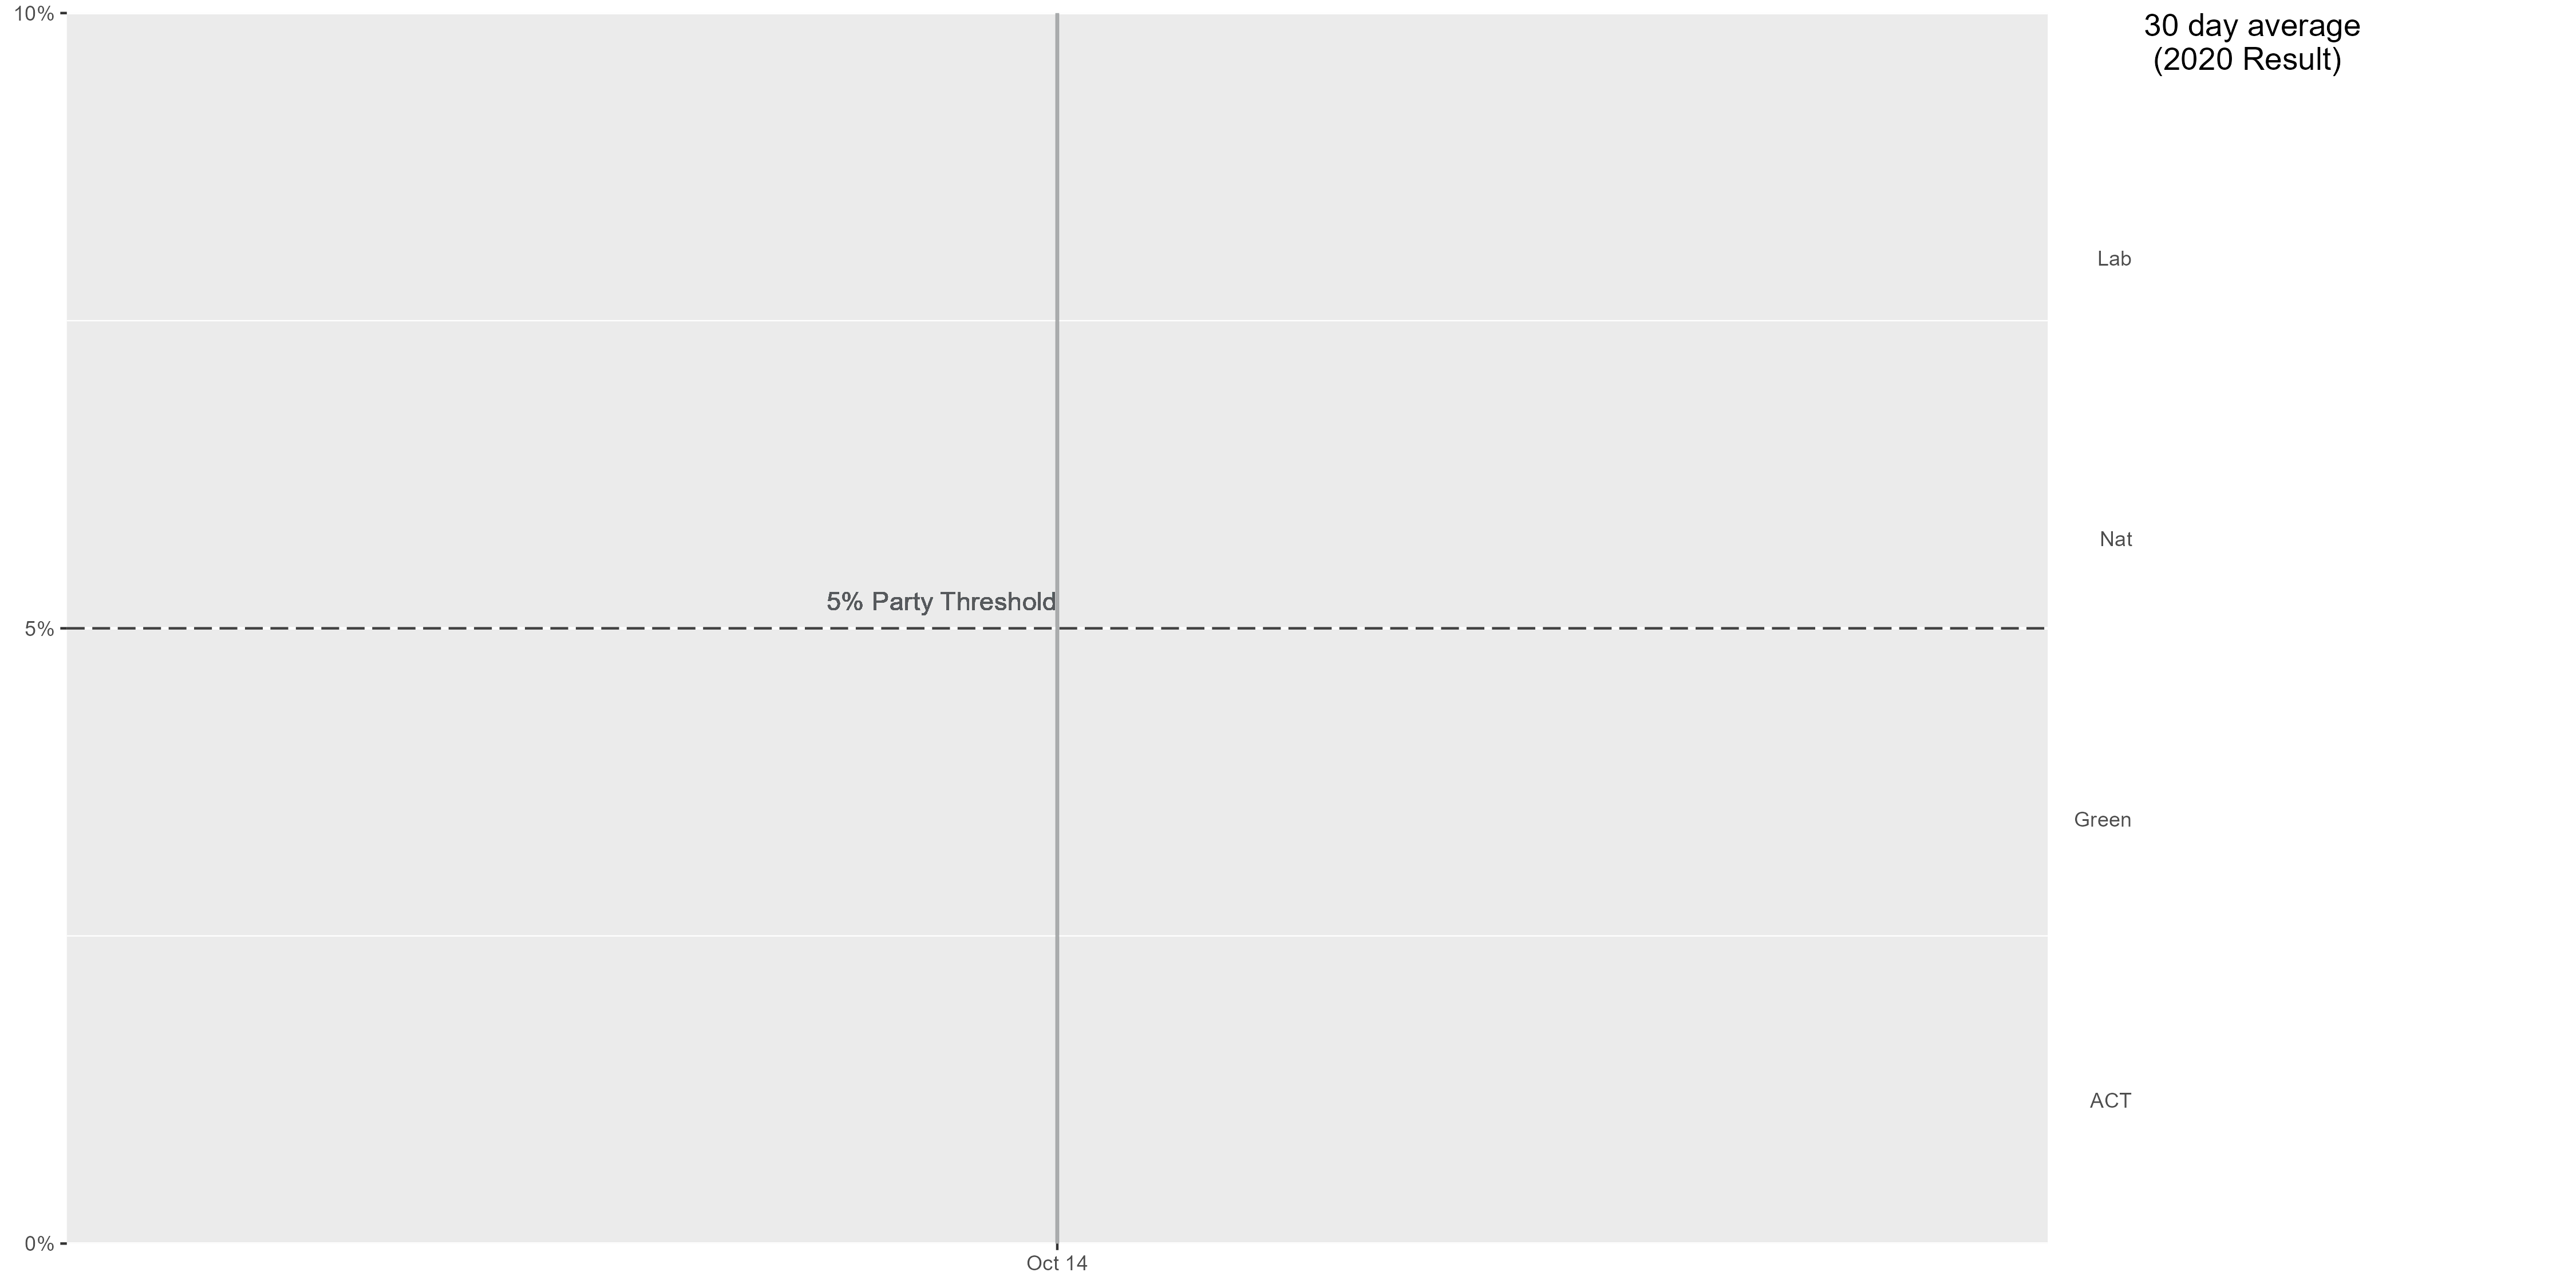 10%
30 day average
(2020 Result)
Lab
Nat
5% Party Threshold
5%
Green
ACT
0%
Oct 14